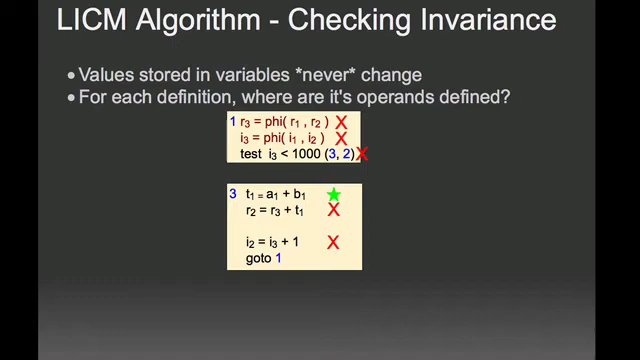 LICM Algorithm - Checking Invariance
• Values stored in variables *never* change
• For each definition, where are it's operands defined?
1 r₃ = phi( r₁ , r₂ ) X
i₃ = phi( i₁ , i₂ ) X
test i₃ < 1000 (3, 2) X
3 t₁ = a₁ + b₁ ★
r₂ = r₃ + t₁ X
i₂ = i₃ + 1 X
goto 1